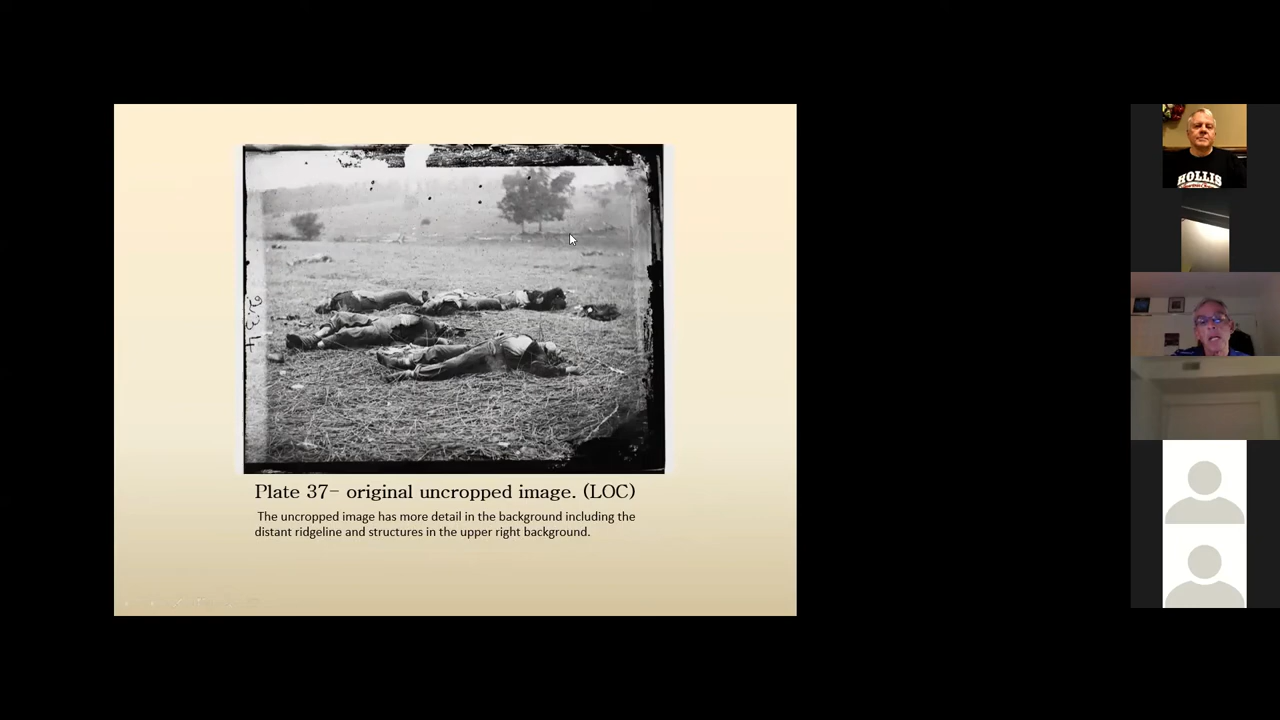 HOLLIS
234
Plate 37- original uncropped image. (LOC)
The uncropped image has more detail in the background including the
distant ridgeline and structures in the upper right background.